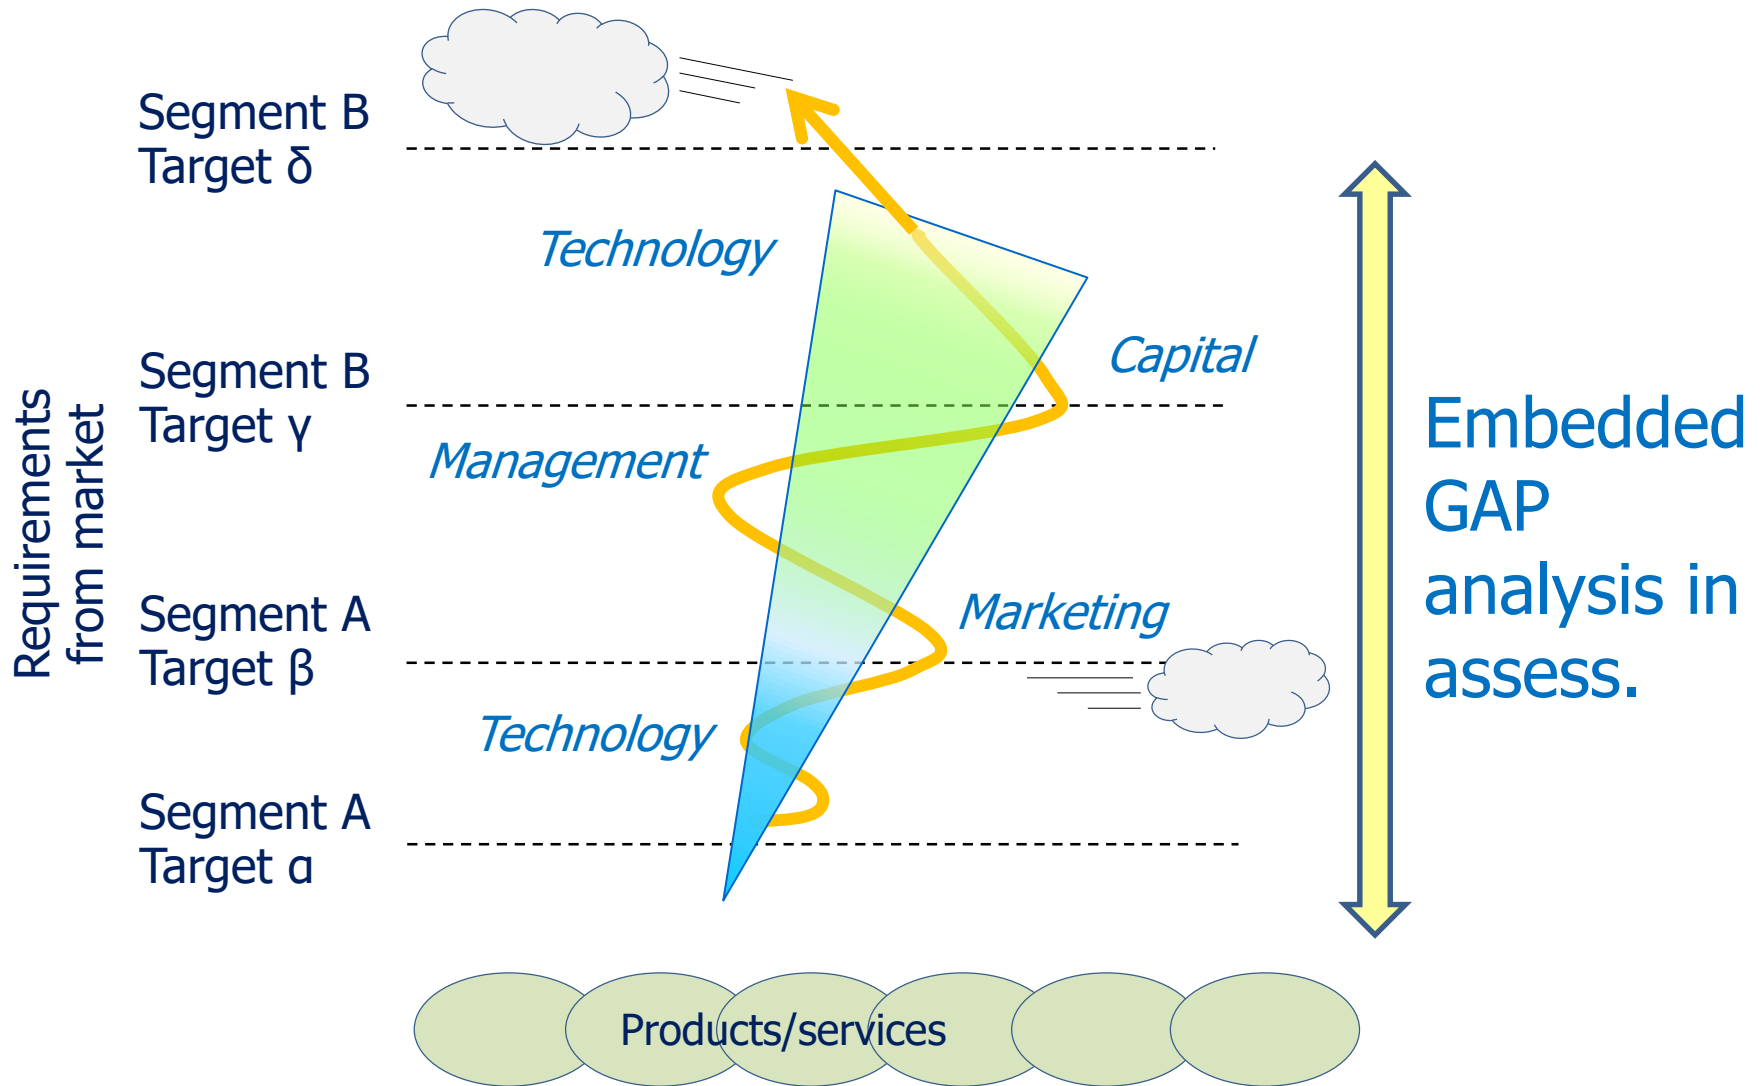 Segment B
Target δ
Technology
Capital
Segment B
Target γ
Management
Requirements
from market
Embedded
GAP
analysis in
assess.
Segment A
Target β
Marketing
Technology
Segment A
Target α
Products/services